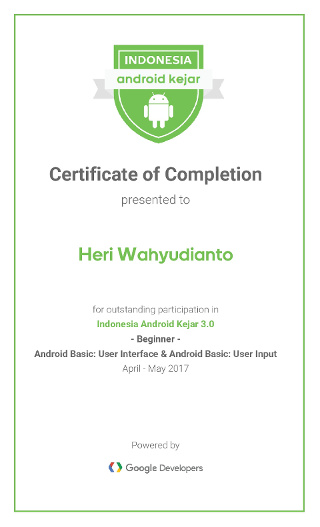 INDONESIA
android kejar
Certificate of Completion
presented to
Heri Wahyudianto
for outstanding participation in
Indonesia Android Kejar 3.0
- Beginner -
Android Basic: User Interface & Android Basic: User Input
April - May 2017
Powered by
Google Developers